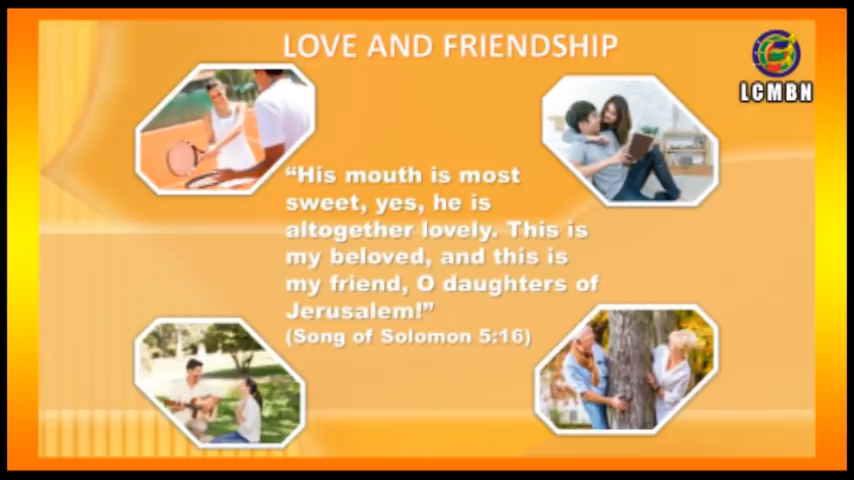 LOVE AND FRIENDSHIP
LCMBN
“His mouth is most
sweet, yes, he is
altogether lovely. This is
my beloved, and this is
my friend, O daughters of
Jerusalem!”
(Song of Solomon 5:16)